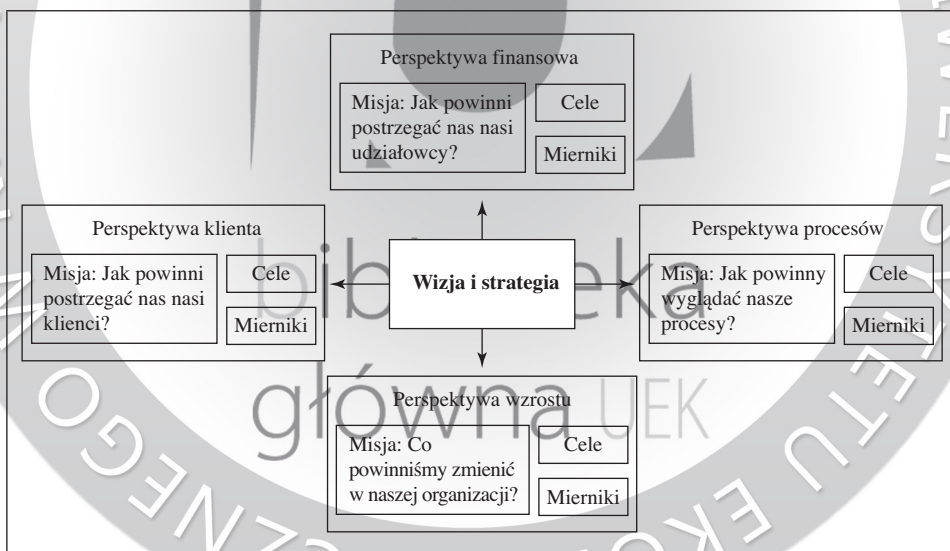 Perspektywa finansowa
Misja: Jak powinni
postrzegać nas nasi
udziałowcy?
Cele
Mierniki
Perspektywa klienta
Misja: Jak powinni
postrzegać nas nasi
klienci?
Cele
Mierniki
Wizja i strategia
Perspektywa procesów
Misja: Jak powinny
wyglądać nasze
procesy?
Cele
Mierniki
Perspektywa wzrostu
Misja: Co
powinniśmy zmienić
w naszej organizacji?
Cele
Mierniki
biblioteka
główna UEK